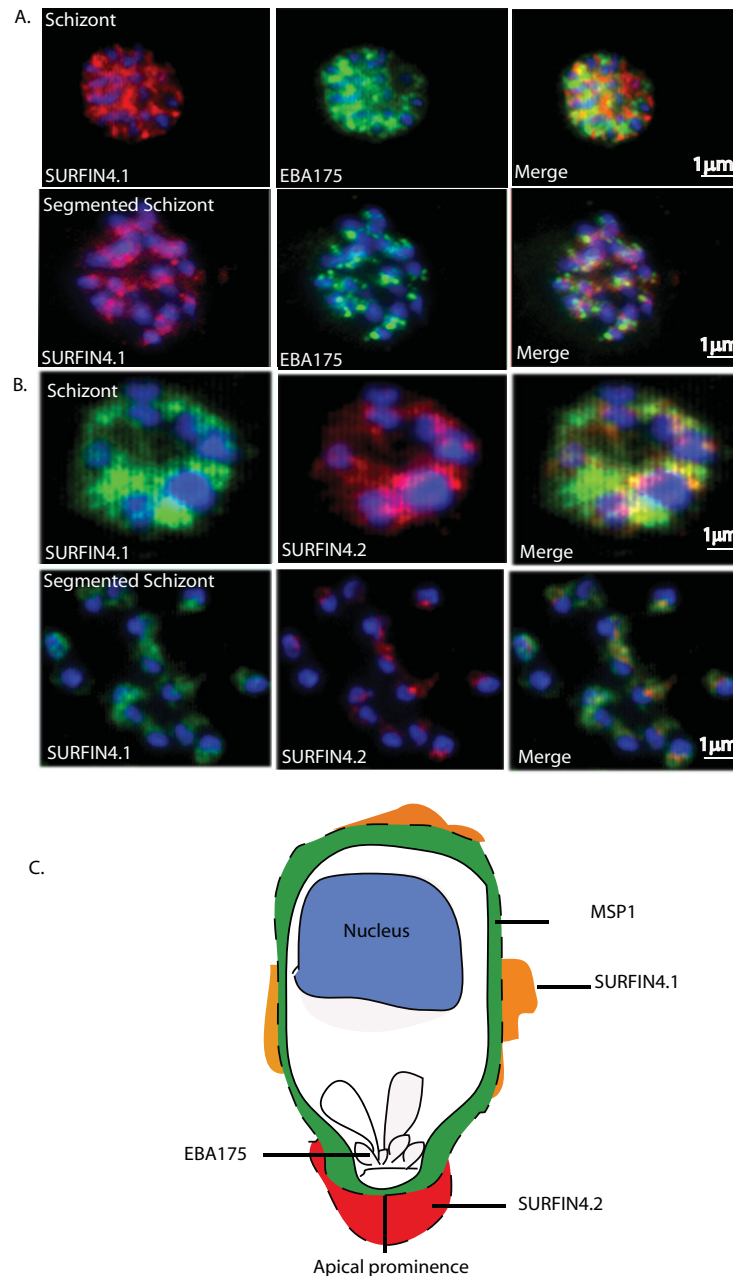 A.
Schizont
SURFIN4.1
EBA175
Merge
1µm
Segmented Schizont
SURFIN4.1
EBA175
Merge
1µm
B.
Schizont
SURFIN4.1
SURFIN4.2
Merge
1µm
Segmented Schizont
SURFIN4.1
SURFIN4.2
Merge
1µm
C.
Nucleus
MSP1
SURFIN4.1
EBA175
SURFIN4.2
Apical prominence